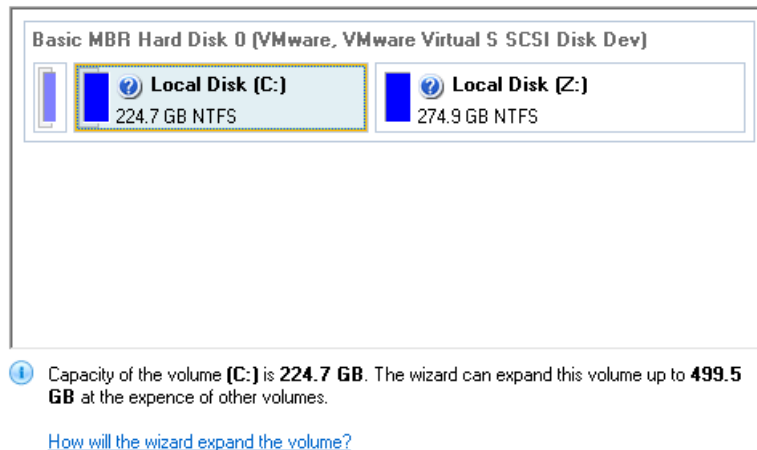 Basic MBR Hard Disk 0 (VMware, VMware Virtual S SCSI Disk Dev)
Local Disk (C:)
224.7 GB NTFS
Local Disk (Z:)
274.9 GB NTFS
Capacity of the volume (C:) is 224.7 GB. The wizard can expand this volume up to 499.5
GB at the expence of other volumes.
How will the wizard expand the volume?